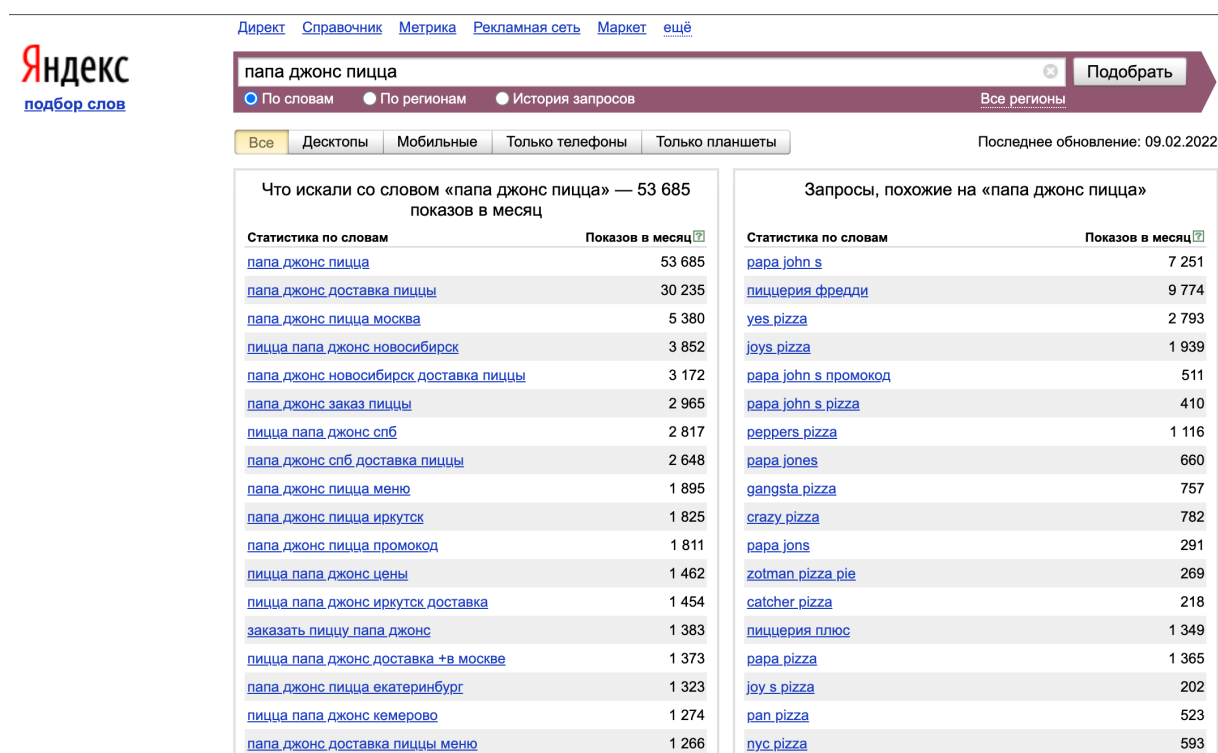 Директ Справочник Метрика Рекламная сеть Маркет ещё
Яндекс
подбор слов
папа джонс пицца Подобрать
По словам По регионам История запросов Все регионы
Все Десктопы Мобильные Только телефоны Только планшеты Последнее обновление: 09.02.2022
Что искали со словом «папа джонс пицца» — 53 685
показов в месяц
Статистика по словам Показов в месяц ?
папа джонс пицца 53 685
папа джонс доставка пиццы 30 235
папа джонс пицца москва 5 380
пицца папа джонс новосибирск 3 852
папа джонс новосибирск доставка пиццы 3 172
папа джонс заказ пиццы 2 965
пицца папа джонс спб 2 817
папа джонс спб доставка пиццы 2 648
папа джонс пицца меню 1 895
папа джонс пицца иркутск 1 825
папа джонс пицца промокод 1 811
пицца папа джонс цены 1 462
пицца папа джонс иркутск доставка 1 454
заказать пиццу папа джонс 1 383
пицца папа джонс доставка +в москве 1 373
папа джонс пицца екатеринбург 1 323
пицца папа джонс кемерово 1 274
папа джонс доставка пиццы меню 1 266
Запросы, похожие на «папа джонс пицца»
Статистика по словам Показов в месяц ?
papa john s 7 251
пиццерия фредди 9 774
yes pizza 2 793
joys pizza 1 939
papa john s промокод 511
papa john s pizza 410
peppers pizza 1 116
papa jones 660
gangsta pizza 757
crazy pizza 782
papa jons 291
zotman pizza pie 269
catcher pizza 218
пиццерия плюс 1 349
papa pizza 1 365
joy s pizza 202
pan pizza 523
nyc pizza 593